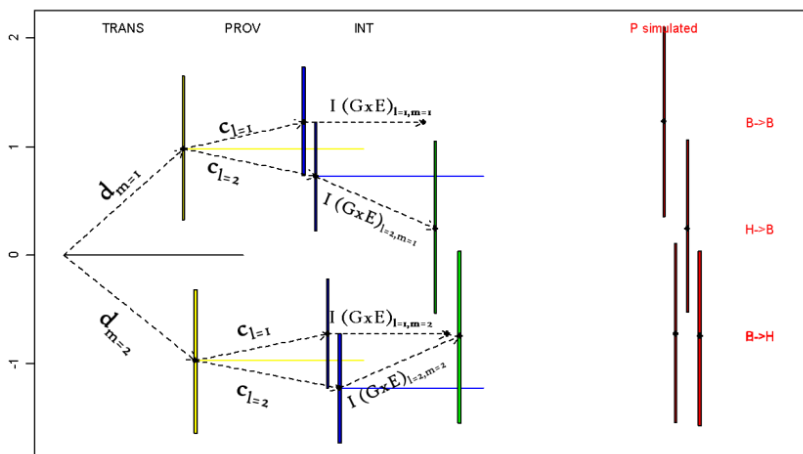 TRANS PROV INT P simulated
2
1
0
-1
d m=1
d m=2
c l=1
c l=2
c l=1
c l=2
I (GxE) l=1,m=1
I (GxE) l=2,m=1
I (GxE) l=1,m=2
I (GxE) l=2,m=2
B->B
H->B
B->H